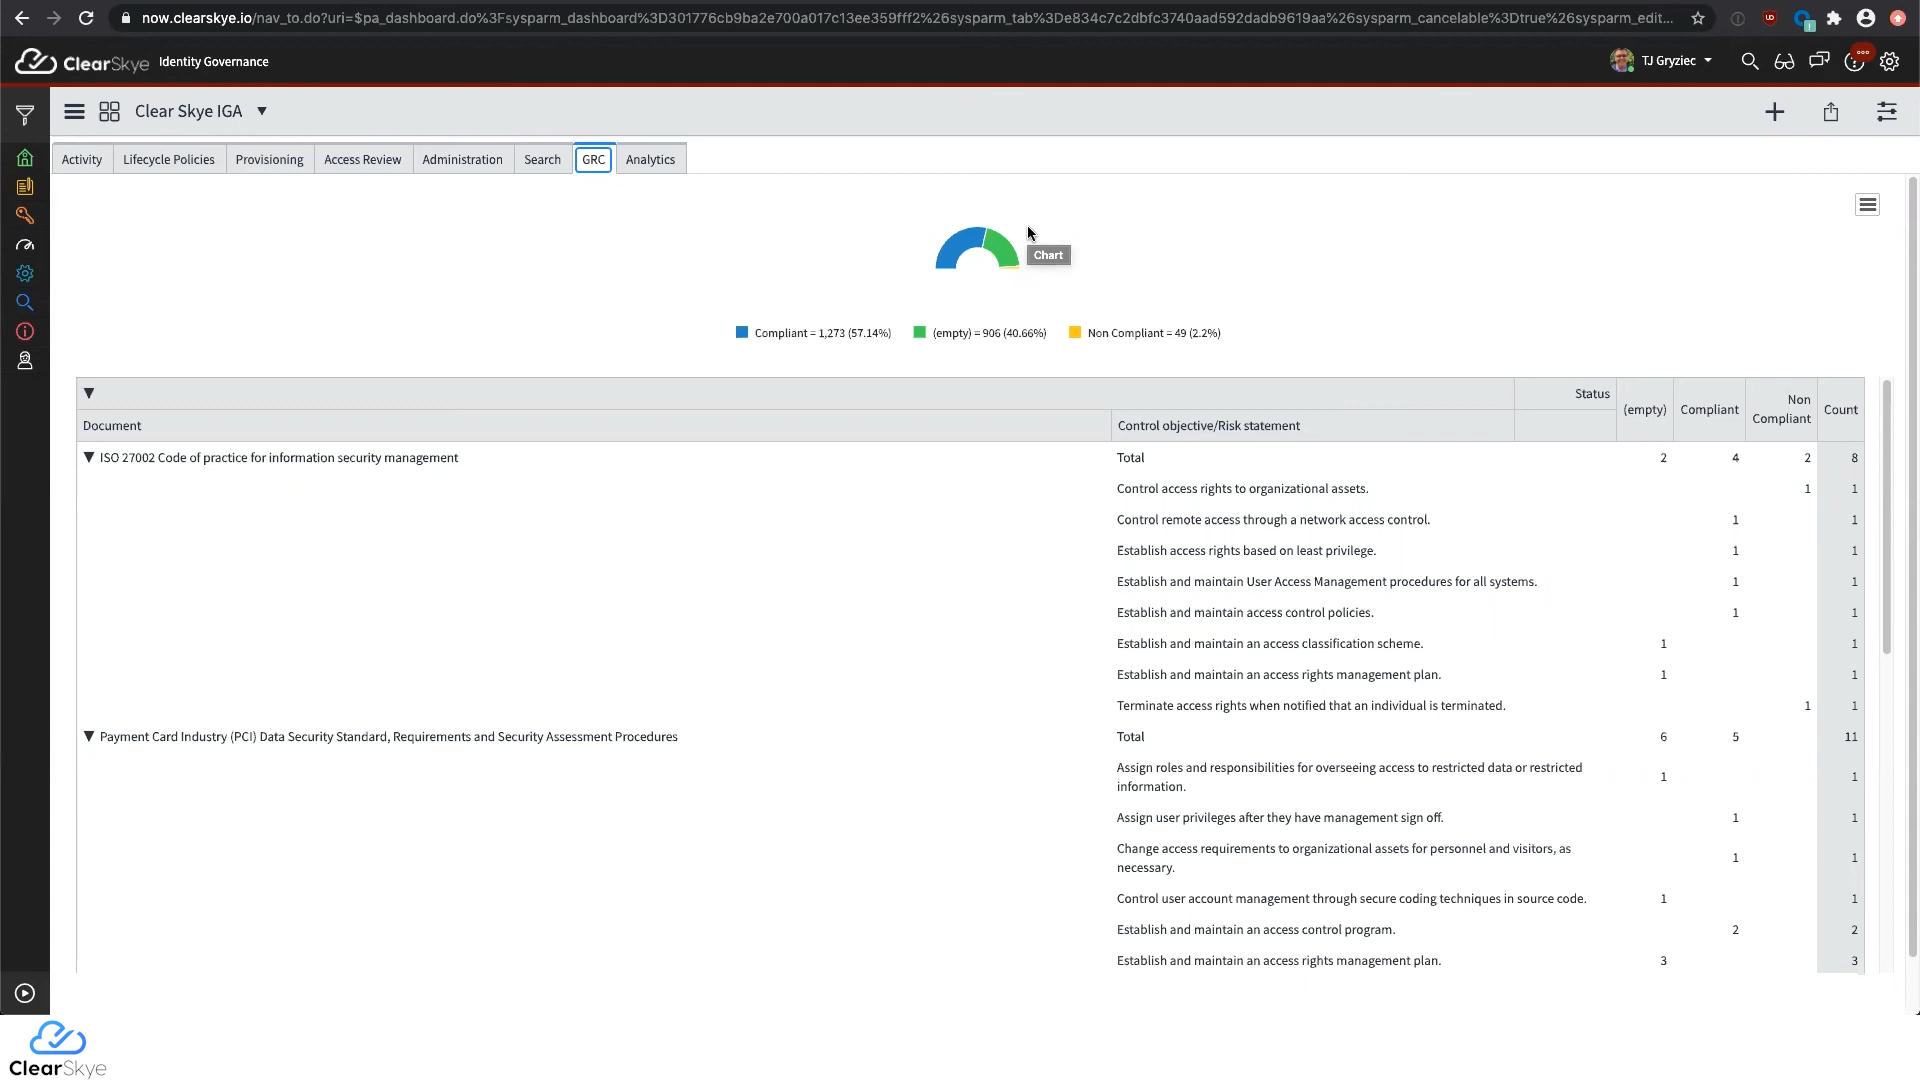 now.clearskye.io/nav_to.do?uri=$pa_dashboard.do%3Fsysparm_dashboard%3D301776cb9ba2e700a017c13ee359fff2%26sysparm_tab%3De834c7c2dbfc3740aad592dadb9619aa%26sysparm_cancelable%3Dtrue%26sysparm_edit...
ClearSkye Identity Governance
TJ Gryziec
Clear Skye IGA
Activity Lifecycle Policies Provisioning Access Review Administration Search GRC Analytics
Chart
Compliant = 1,273 (57.14%) (empty) = 906 (40.66%) Non Compliant = 49 (2.2%)
Status (empty) Compliant Non Compliant Count
Document Control objective/Risk statement
ISO 27002 Code of practice for information security management Total 2 4 2 8
Control access rights to organizational assets. 1 1
Control remote access through a network access control. 1 1
Establish access rights based on least privilege. 1 1
Establish and maintain User Access Management procedures for all systems. 1 1
Establish and maintain access control policies. 1 1
Establish and maintain an access classification scheme. 1 1
Establish and maintain an access rights management plan. 1 1
Terminate access rights when notified that an individual is terminated. 1 1
Payment Card Industry (PCI) Data Security Standard, Requirements and Security Assessment Procedures Total 6 5 11
Assign roles and responsibilities for overseeing access to restricted data or restricted
information. 1 1
Assign user privileges after they have management sign off. 1 1
Change access requirements to organizational assets for personnel and visitors, as
necessary. 1 1
Control user account management through secure coding techniques in source code. 1 1
Establish and maintain an access control program. 2 2
Establish and maintain an access rights management plan. 3 3
ClearSkye